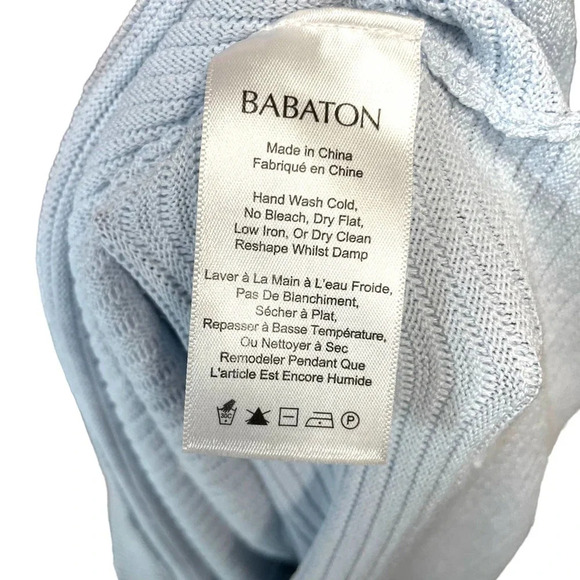 BABATON
Made in China
Fabriqué en Chine
Hand Wash Cold,
No Bleach, Dry Flat,
Low Iron, Or Dry Clean
Reshape Whilst Damp
Laver à La Main à L'eau Froide,
Pas De Blanchiment,
Sécher à Plat,
Repasser à Basse Température,
Ou Nettoyer à Sec
Remodeler Pendant Que
L'article Est Encore Humide
30C P